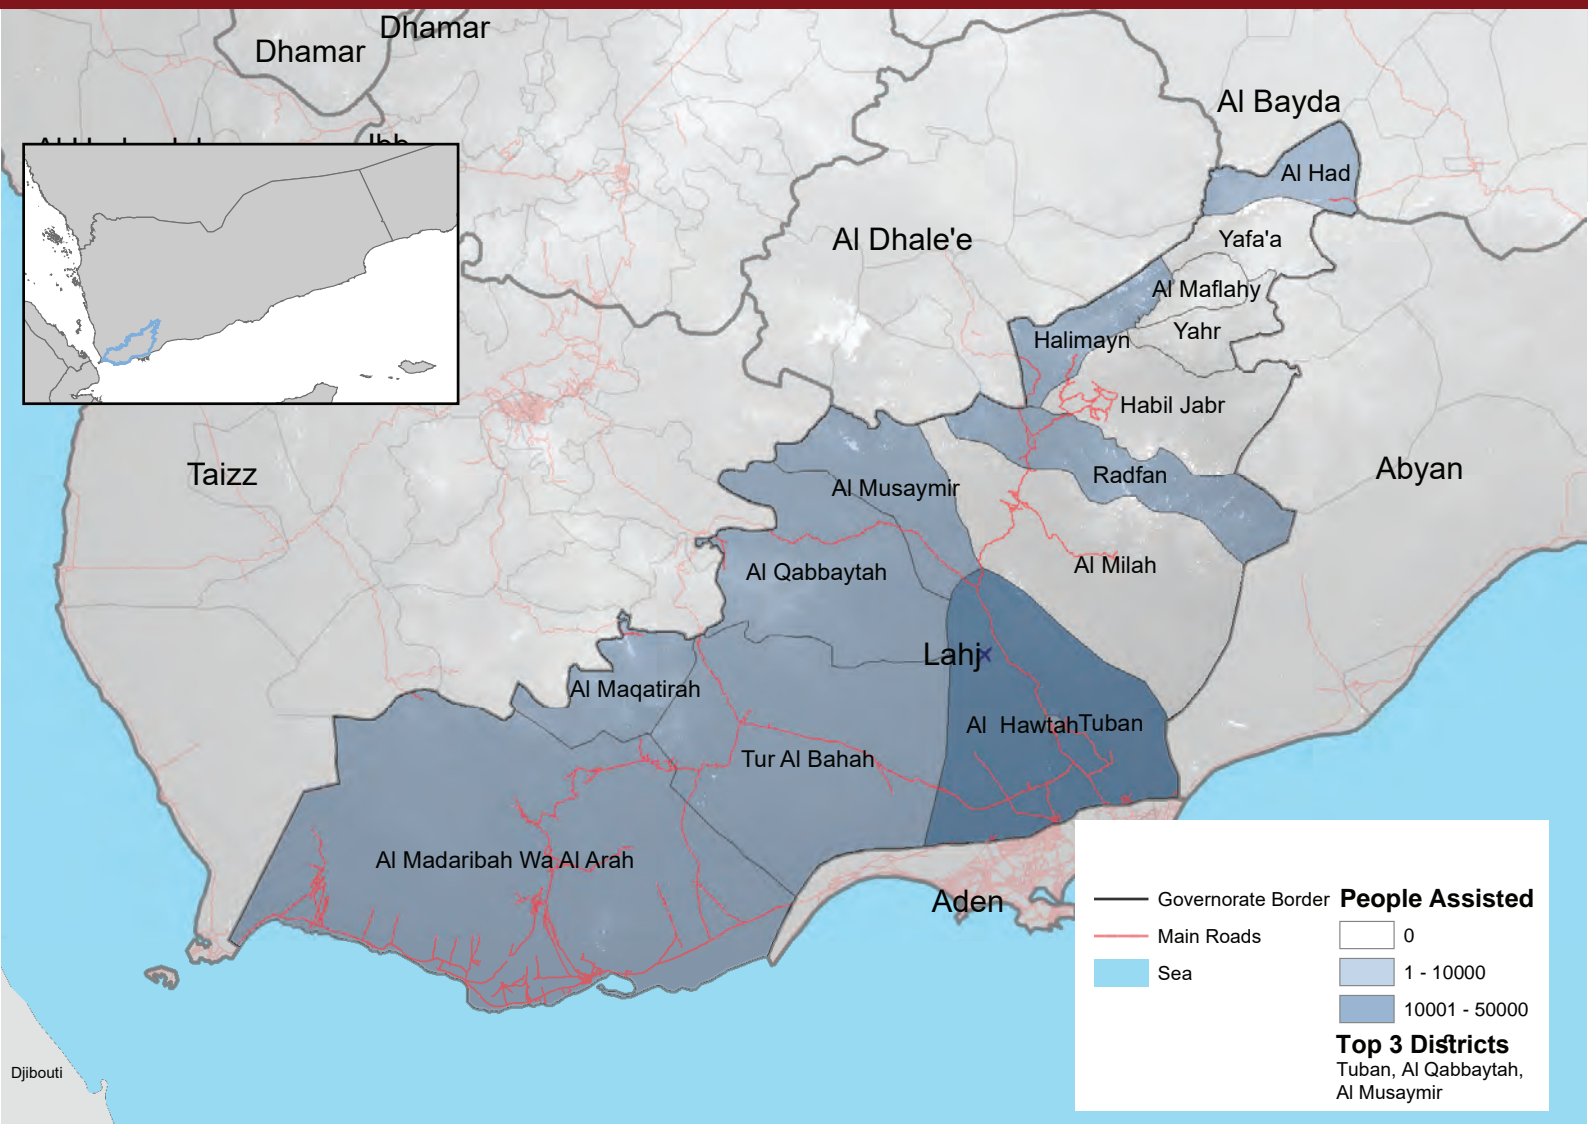 Dhamar
Dhamar
Al Bayda
Al Had
Al Dhale'e
Yafa'a
Al Maflahy
Yahr
Halimayn
Habil Jabr
Taizz
Abyan
Radfan
Al Musaymir
Al Qabbaytah
Al Milah
Lahj
Al Maqatirah
Al Hawtah
Tuban
Tur Al Bahah
Al Madaribah Wa Al Arah
Aden
Djibouti
Governorate Border
Main Roads
Sea
People Assisted
0
1 - 10000
10001 - 50000
Top 3 Districts
Tuban, Al Qabbaytah,
Al Musaymir